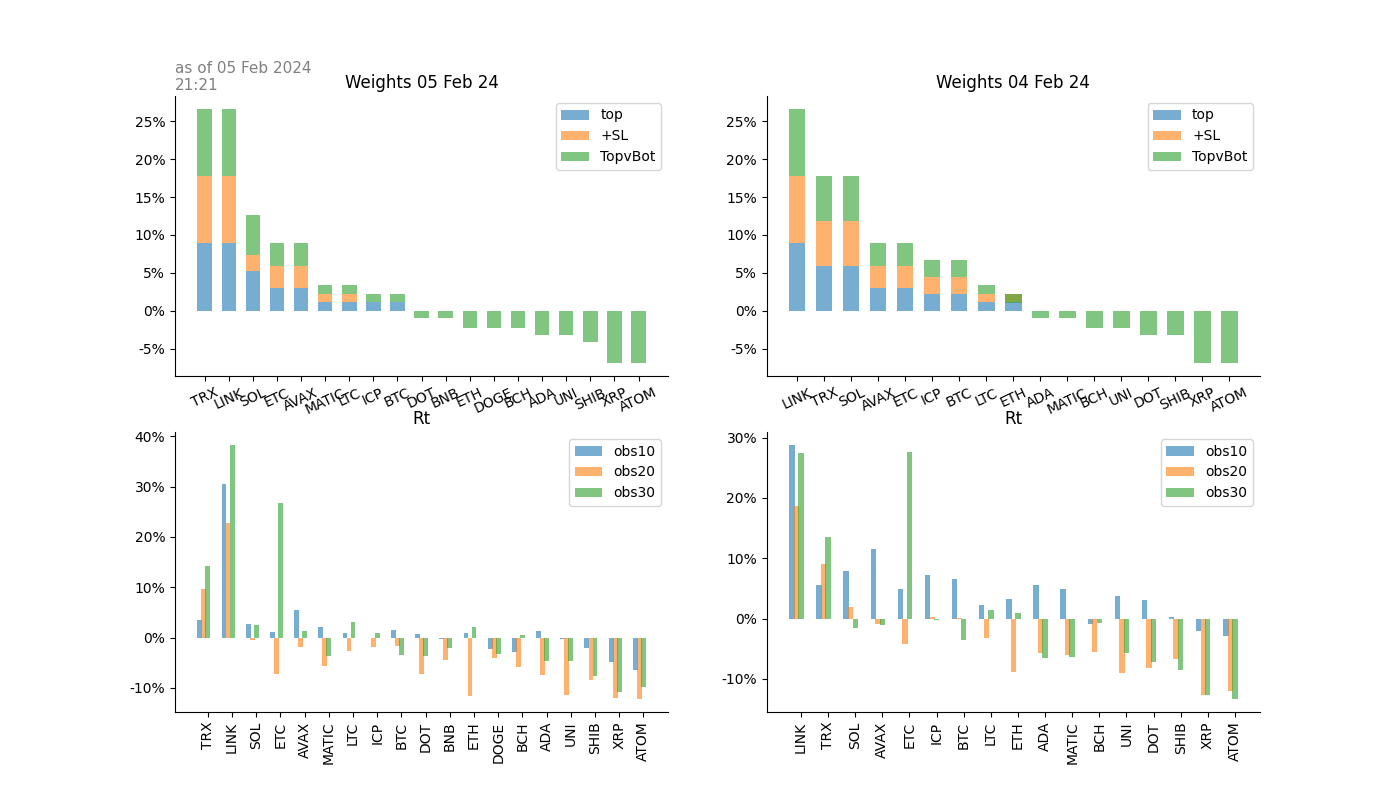 as of 05 Feb 2024
21:21
Weights 05 Feb 24
25%
20%
15%
10%
5%
0%
-5%
top
+SL
TopvBot
TRX LINK SOL ETC AVAX MATIC LTC ICP BTC DOT BNB ETH DOGE BCH ADA UNI SHIB XRP ATOM
Weights 04 Feb 24
25%
20%
15%
10%
5%
0%
-5%
top
+SL
TopvBot
LINK TRX SOL AVAX ETC ICP BTC LTC ETH ADA MATIC BCH UNI DOT SHIB XRP ATOM
Rt
40%
30%
20%
10%
0%
-10%
obs10
obs20
obs30
TRX LINK SOL ETC AVAX MATIC LTC ICP BTC DOT BNB ETH DOGE BCH ADA UNI SHIB XRP ATOM
Rt
30%
20%
10%
0%
-10%
obs10
obs20
obs30
LINK TRX SOL AVAX ETC ICP BTC LTC ETH ADA MATIC BCH UNI DOT SHIB XRP ATOM